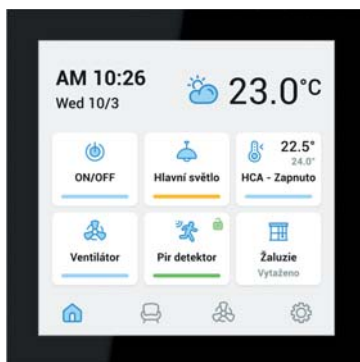 AM 10:26
Wed 10/3
23.0°C
ON/OFF
Hlavní světlo
22.5°
24.0°
HCA - Zapnuto
Ventilátor
Pir detektor
Žaluzie
Vytaženo